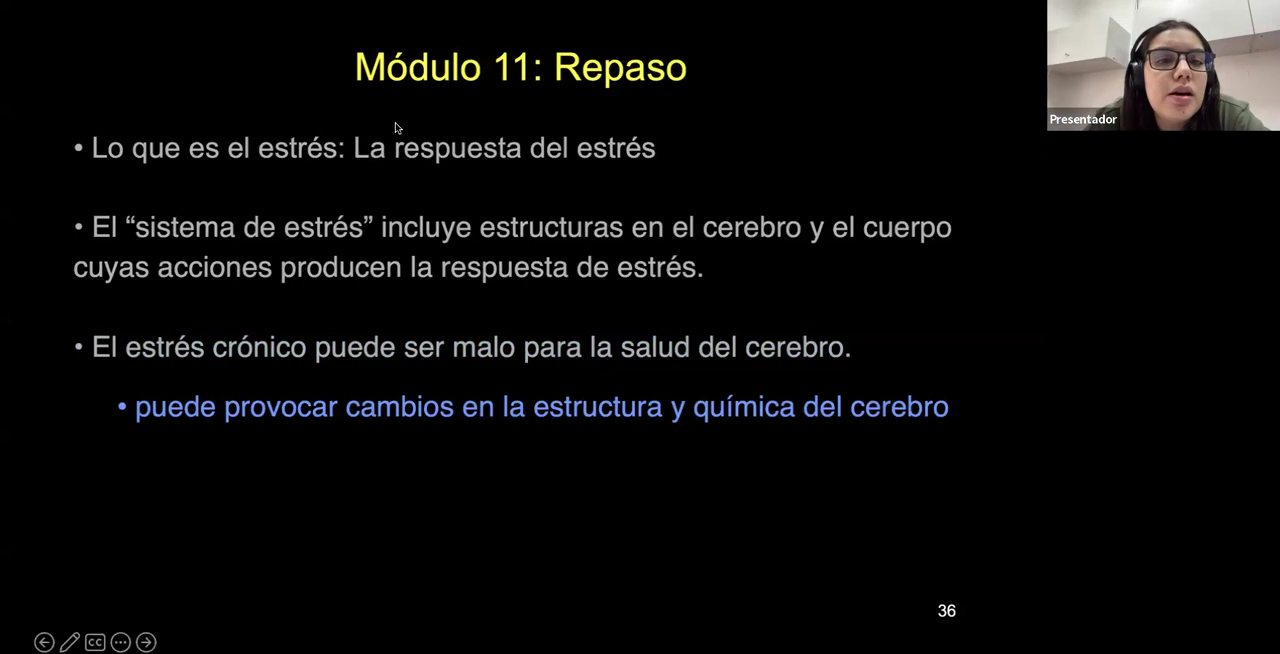 Módulo 11: Repaso
Presentador
• Lo que es el estrés: La respuesta del estrés
• El “sistema de estrés” incluye estructuras en el cerebro y el cuerpo
cuyas acciones producen la respuesta de estrés.
• El estrés crónico puede ser malo para la salud del cerebro.
• puede provocar cambios en la estructura y química del cerebro
36
CC